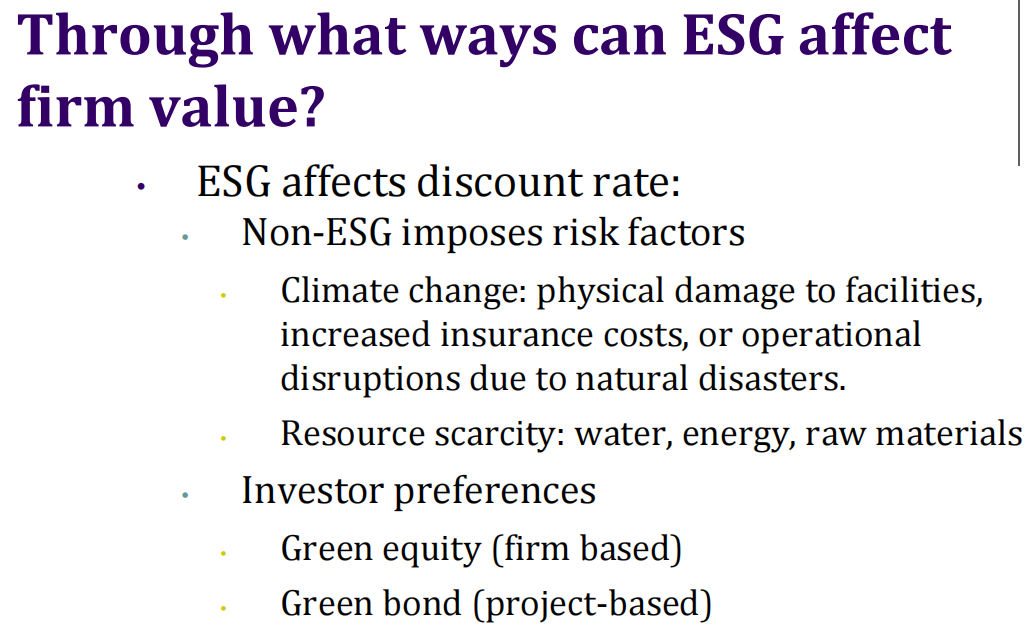 Through what ways can ESG affect
firm value?
• ESG affects discount rate:
• Non-ESG imposes risk factors
• Climate change: physical damage to facilities,
increased insurance costs, or operational
disruptions due to natural disasters.
• Resource scarcity: water, energy, raw materials
• Investor preferences
• Green equity (firm based)
• Green bond (project-based)